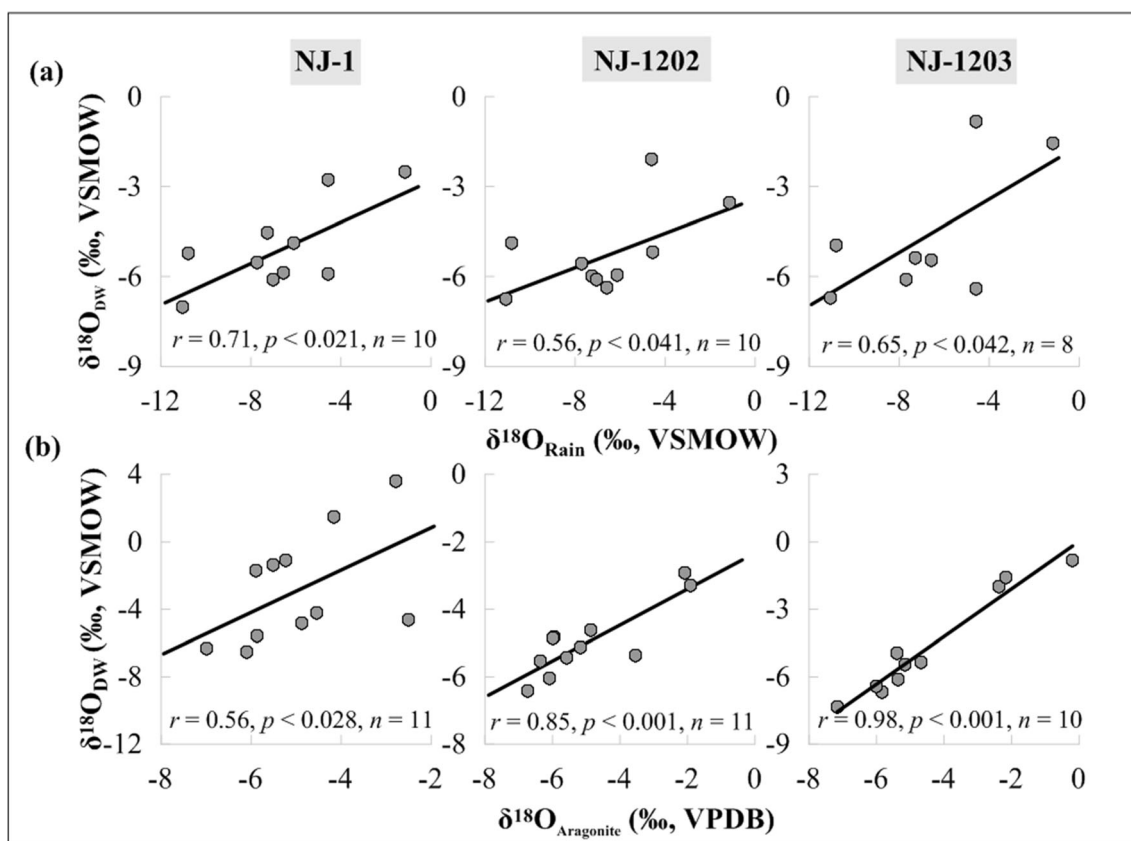 NJ-1 NJ-1202 NJ-1203
(a)
δ¹⁸O_DW (‰, VSMOW)
0 0 0
-3 -3 -3
-6 -6 -6
-9 -9 -9
r = 0.71, p < 0.021, n = 10
r = 0.56, p < 0.041, n = 10
r = 0.65, p < 0.042, n = 8
-12 -8 -4 0 -12 -8 -4 0 -12 -8 -4 0
δ¹⁸O_Rain (‰, VSMOW)
(b)
δ¹⁸O_DW (‰, VSMOW)
4 0 3
0 -2 0
-4 -4 -3
-8 -6 -6
-12 -8 -9
r = 0.56, p < 0.028, n = 11
r = 0.85, p < 0.001, n = 11
r = 0.98, p < 0.001, n = 10
-8 -6 -4 -2 -8 -6 -4 -2 0 -8 -6 -4 -2 0
δ¹⁸O_Aragonite (‰, VPDB)